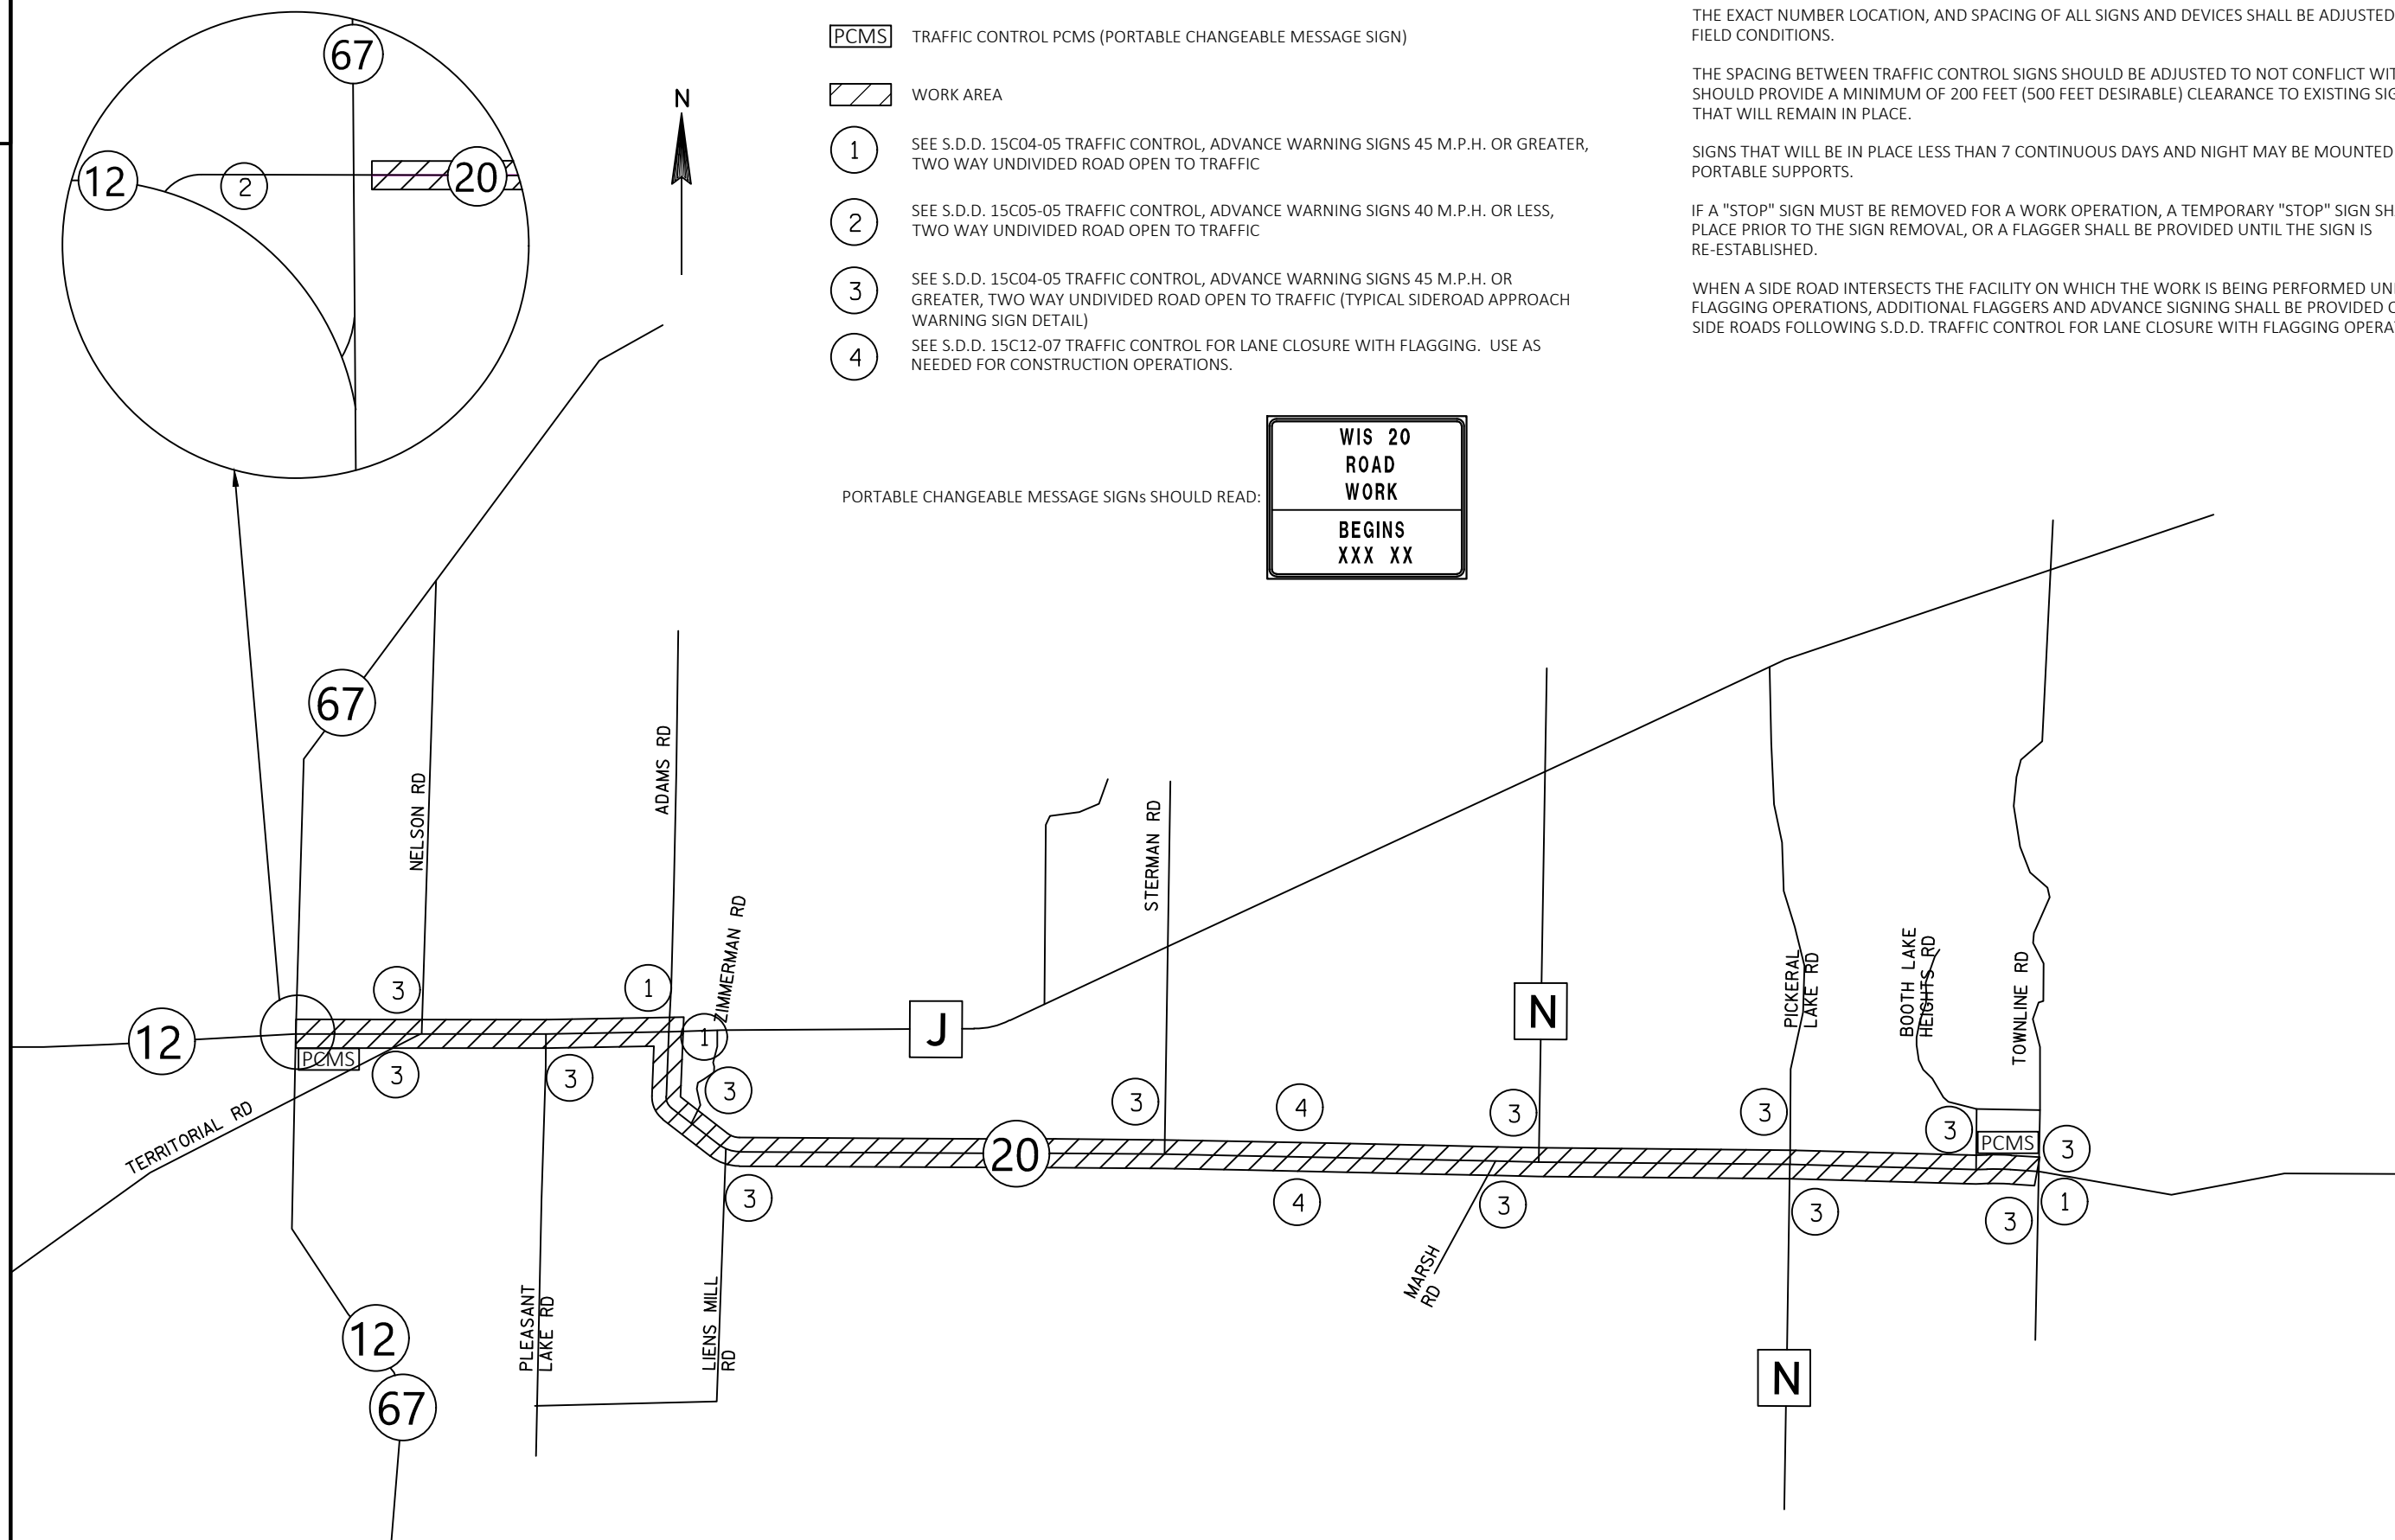 67
12
2
20
N
PCMS TRAFFIC CONTROL PCMS (PORTABLE CHANGEABLE MESSAGE SIGN)
WORK AREA
1 SEE S.D.D. 15C04-05 TRAFFIC CONTROL, ADVANCE WARNING SIGNS 45 M.P.H. OR GREATER,
TWO WAY UNDIVIDED ROAD OPEN TO TRAFFIC
2 SEE S.D.D. 15C05-05 TRAFFIC CONTROL, ADVANCE WARNING SIGNS 40 M.P.H. OR LESS,
TWO WAY UNDIVIDED ROAD OPEN TO TRAFFIC
3 SEE S.D.D. 15C04-05 TRAFFIC CONTROL, ADVANCE WARNING SIGNS 45 M.P.H. OR
GREATER, TWO WAY UNDIVIDED ROAD OPEN TO TRAFFIC (TYPICAL SIDEROAD APPROACH
WARNING SIGN DETAIL)
4 SEE S.D.D. 15C12-07 TRAFFIC CONTROL FOR LANE CLOSURE WITH FLAGGING. USE AS
NEEDED FOR CONSTRUCTION OPERATIONS.
THE EXACT NUMBER LOCATION, AND SPACING OF ALL SIGNS AND DEVICES SHALL BE ADJUSTED
FIELD CONDITIONS.
THE SPACING BETWEEN TRAFFIC CONTROL SIGNS SHOULD BE ADJUSTED TO NOT CONFLICT WIT
SHOULD PROVIDE A MINIMUM OF 200 FEET (500 FEET DESIRABLE) CLEARANCE TO EXISTING SIG
THAT WILL REMAIN IN PLACE.
SIGNS THAT WILL BE IN PLACE LESS THAN 7 CONTINUOUS DAYS AND NIGHT MAY BE MOUNTED
PORTABLE SUPPORTS.
IF A "STOP" SIGN MUST BE REMOVED FOR A WORK OPERATION, A TEMPORARY "STOP" SIGN SH
PLACE PRIOR TO THE SIGN REMOVAL, OR A FLAGGER SHALL BE PROVIDED UNTIL THE SIGN IS
RE-ESTABLISHED.
WHEN A SIDE ROAD INTERSECTS THE FACILITY ON WHICH THE WORK IS BEING PERFORMED UN
FLAGGING OPERATIONS, ADDITIONAL FLAGGERS AND ADVANCE SIGNING SHALL BE PROVIDED
SIDE ROADS FOLLOWING S.D.D. TRAFFIC CONTROL FOR LANE CLOSURE WITH FLAGGING OPERA
PORTABLE CHANGEABLE MESSAGE SIGNs SHOULD READ:
WIS 20
ROAD
WORK
BEGINS
XXX XX
67
NELSON RD
ADAMS RD
ZIMMERMAN RD
STERMAN RD
PICKERAL
LAKE RD
BOOTH LAKE
HEIGHTS RD
TOWNLINE RD
12
3
1
1
J
N
PCMS
3
3
3
3
4
3
3
3
PCMS
3
TERRITORIAL RD
20
3
4
3
3
3
1
MARSH
RD
PLEASANT
LAKE RD
LIENS MILL
RD
12
67
N